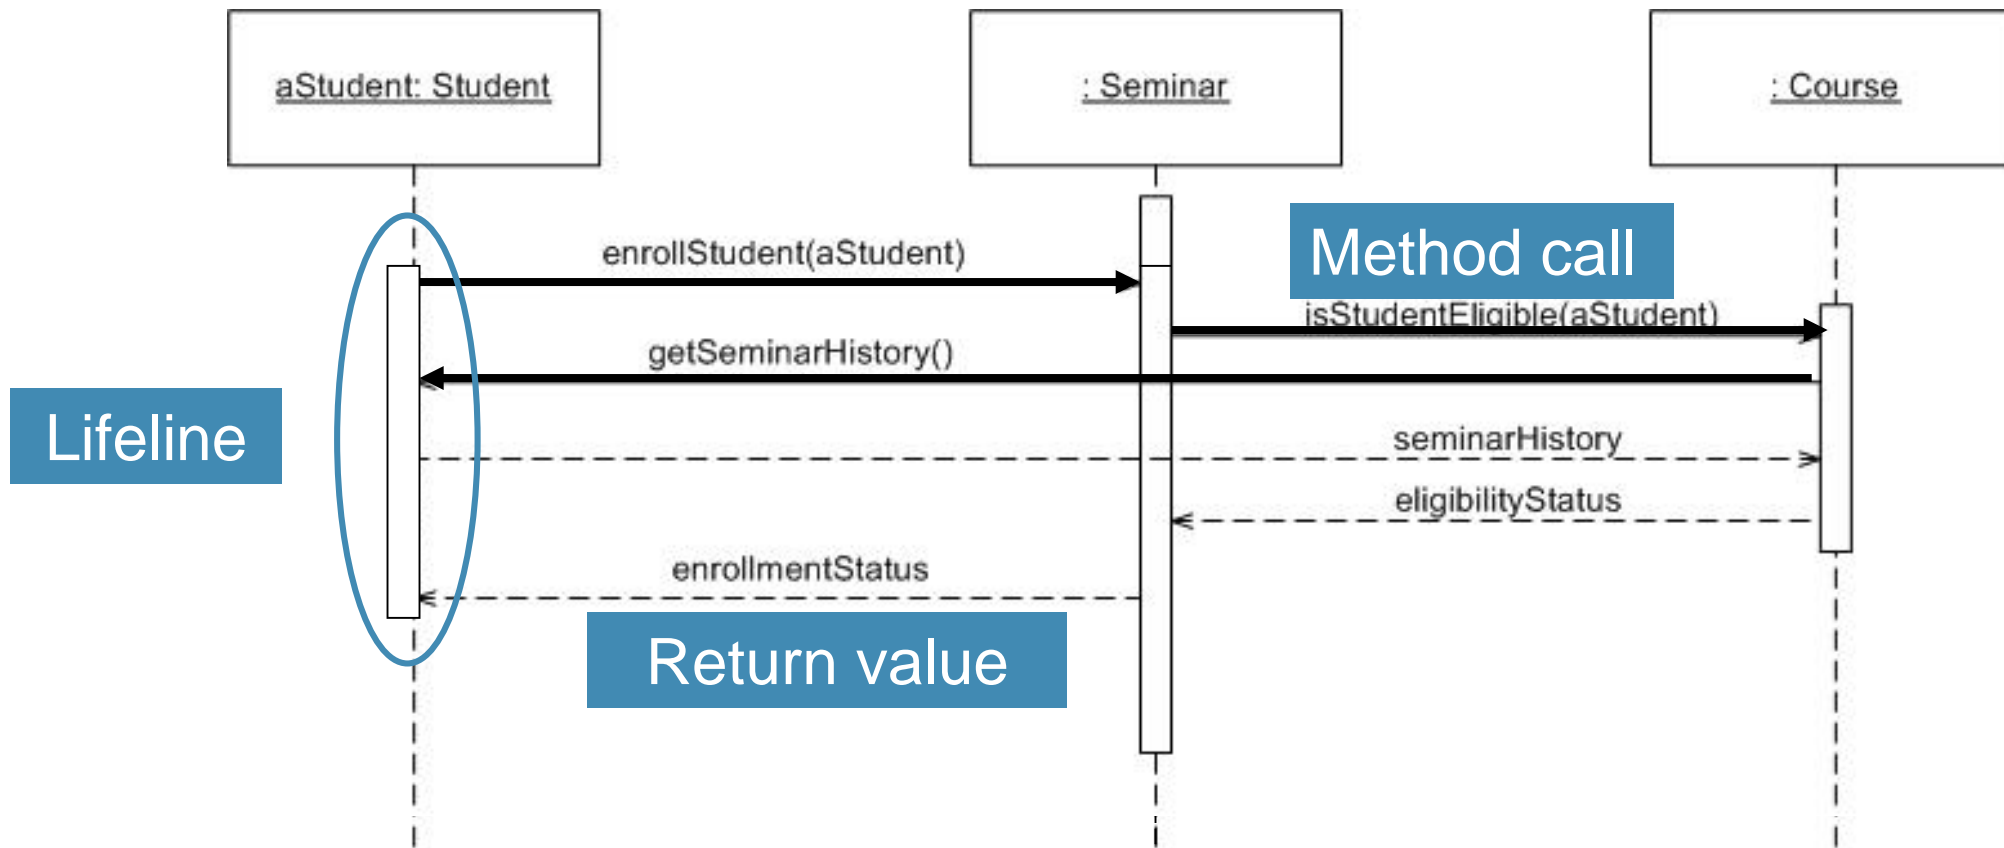 aStudent: Student
: Seminar
: Course
enrollStudent(aStudent)
Method call
isStudentEligible(aStudent)
getSeminarHistory()
Lifeline
seminarHistory
eligibilityStatus
enrollmentStatus
Return value